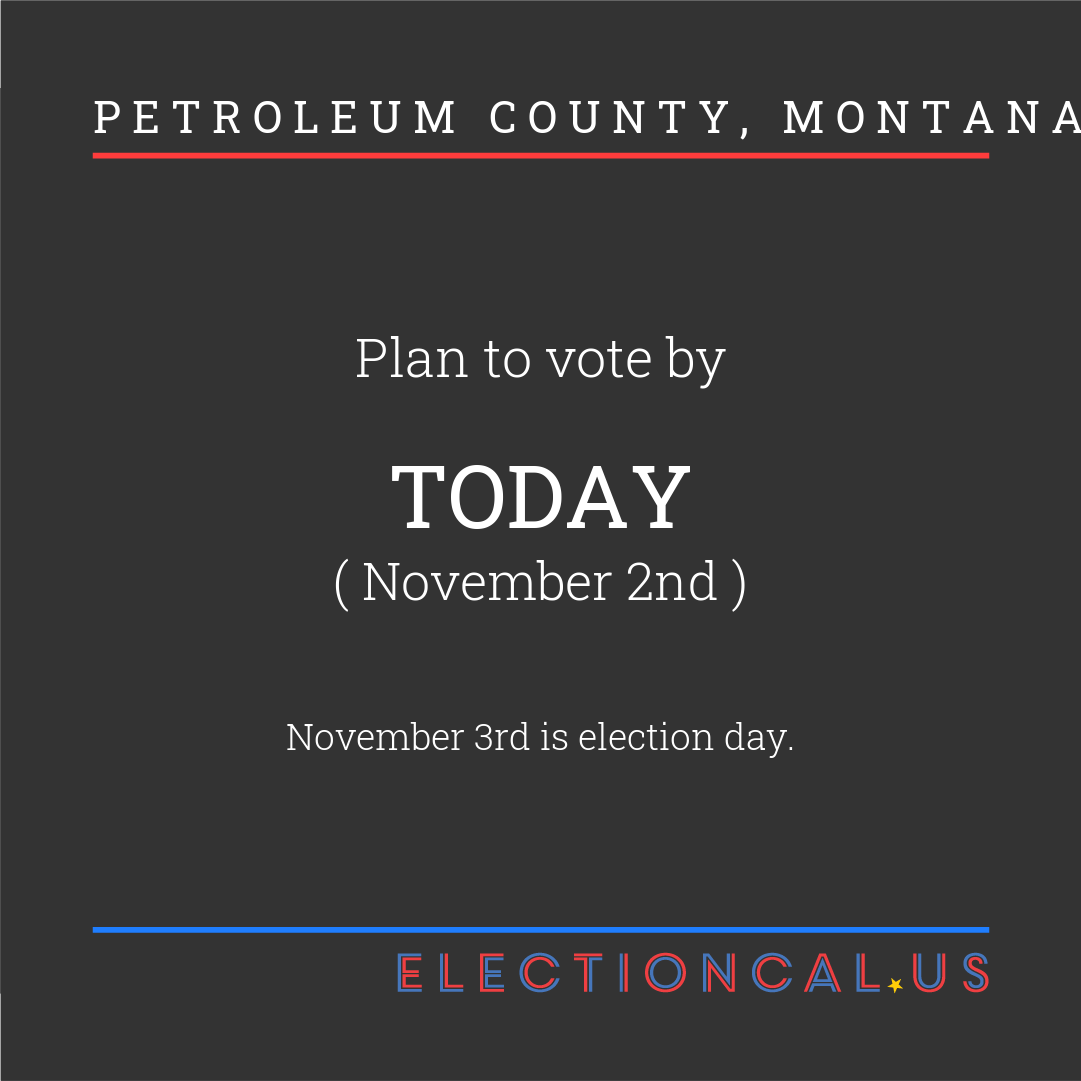 PETROLEUM COUNTY, MONTANA
Plan to vote by
TODAY
( November 2nd )
November 3rd is election day.
ELECTIONCAL.US